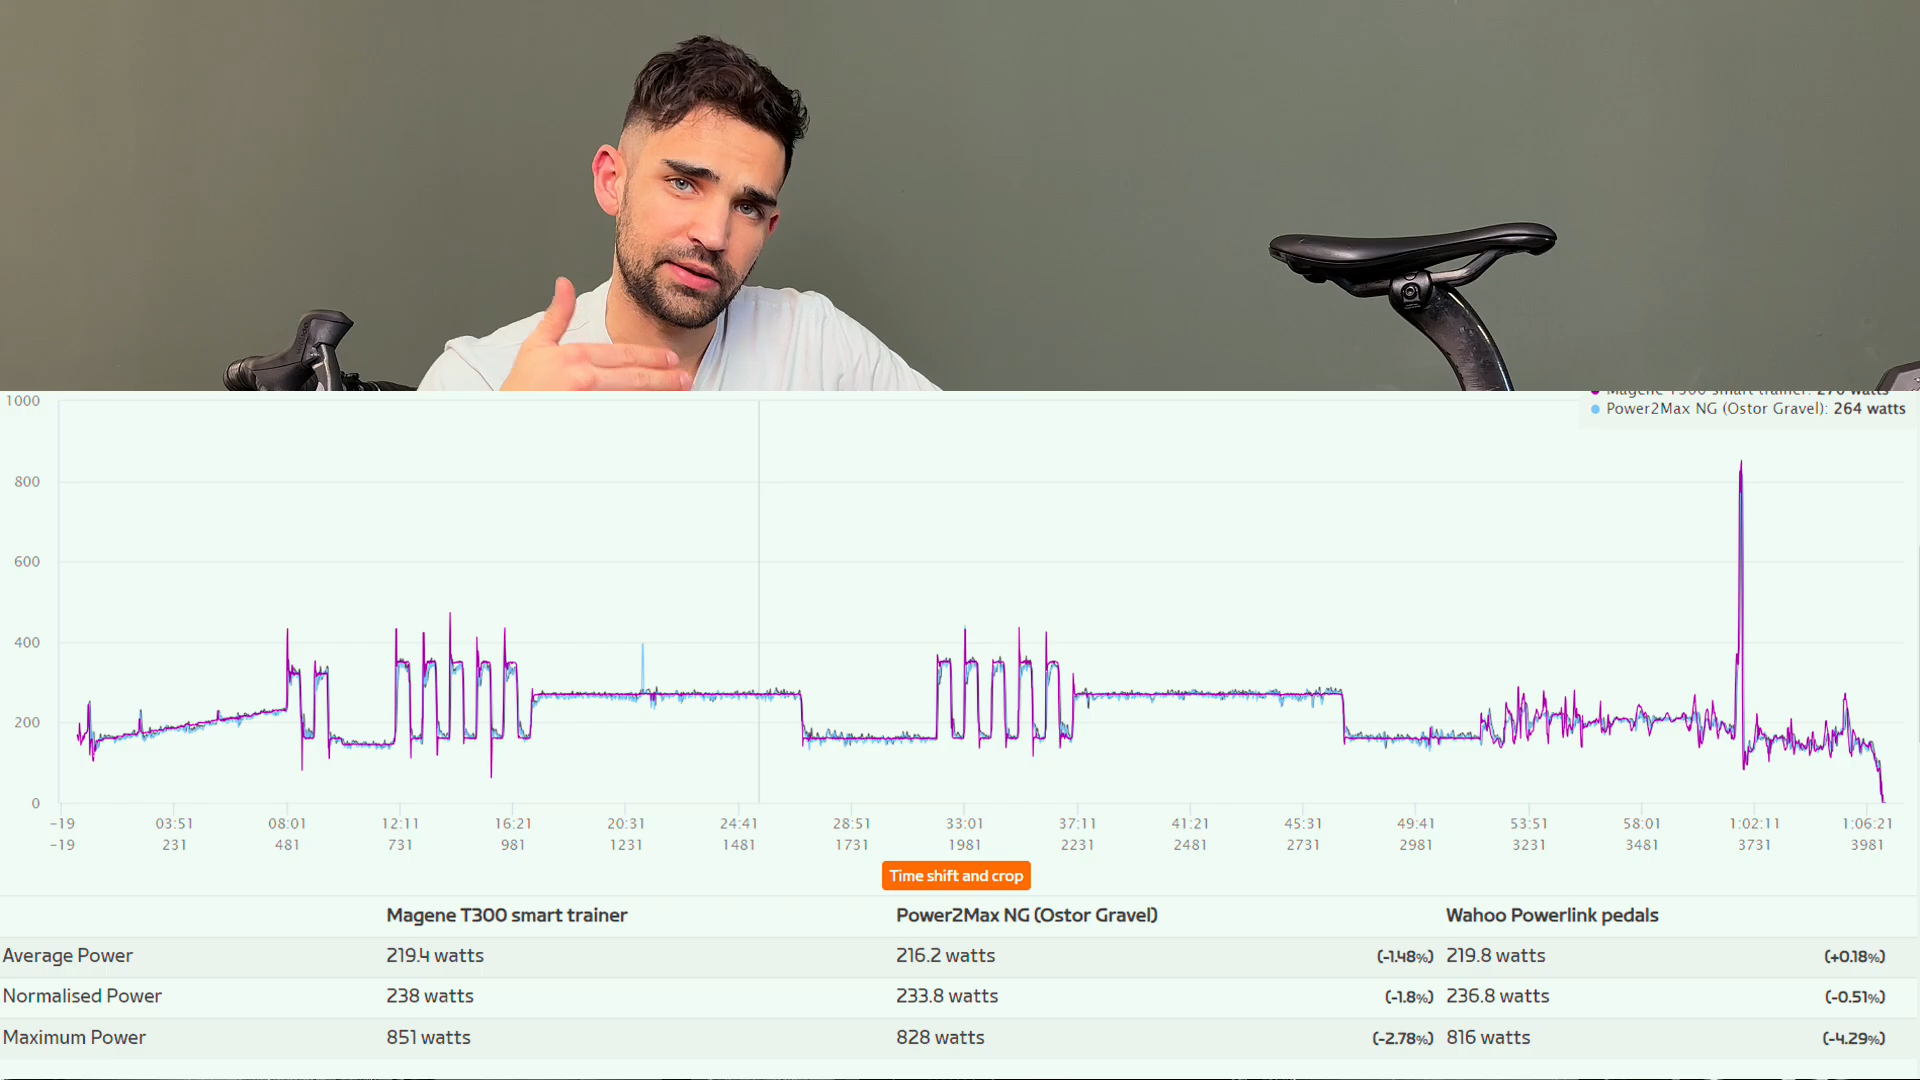 Magene T300 smart trainer: 270 watts
Power2Max NG (Ostor Gravel): 264 watts
1000
800
600
400
200
0
-19 03:51 08:01 12:11 16:21 20:31 24:41 28:51 33:01 37:11 41:21 45:31 49:41 53:51 58:01 1:02:11 1:06:21
-19 231 481 731 981 1231 1481 1731 1981 2231 2481 2731 2981 3231 3481 3731 3981
Time shift and crop
Magene T300 smart trainer Power2Max NG (Ostor Gravel) Wahoo Powerlink pedals
Average Power 219.4 watts 216.2 watts (-1.48%) 219.8 watts (+0.18%)
Normalised Power 238 watts 233.8 watts (-1.8%) 236.8 watts (-0.51%)
Maximum Power 851 watts 828 watts (-2.78%) 816 watts (-4.29%)